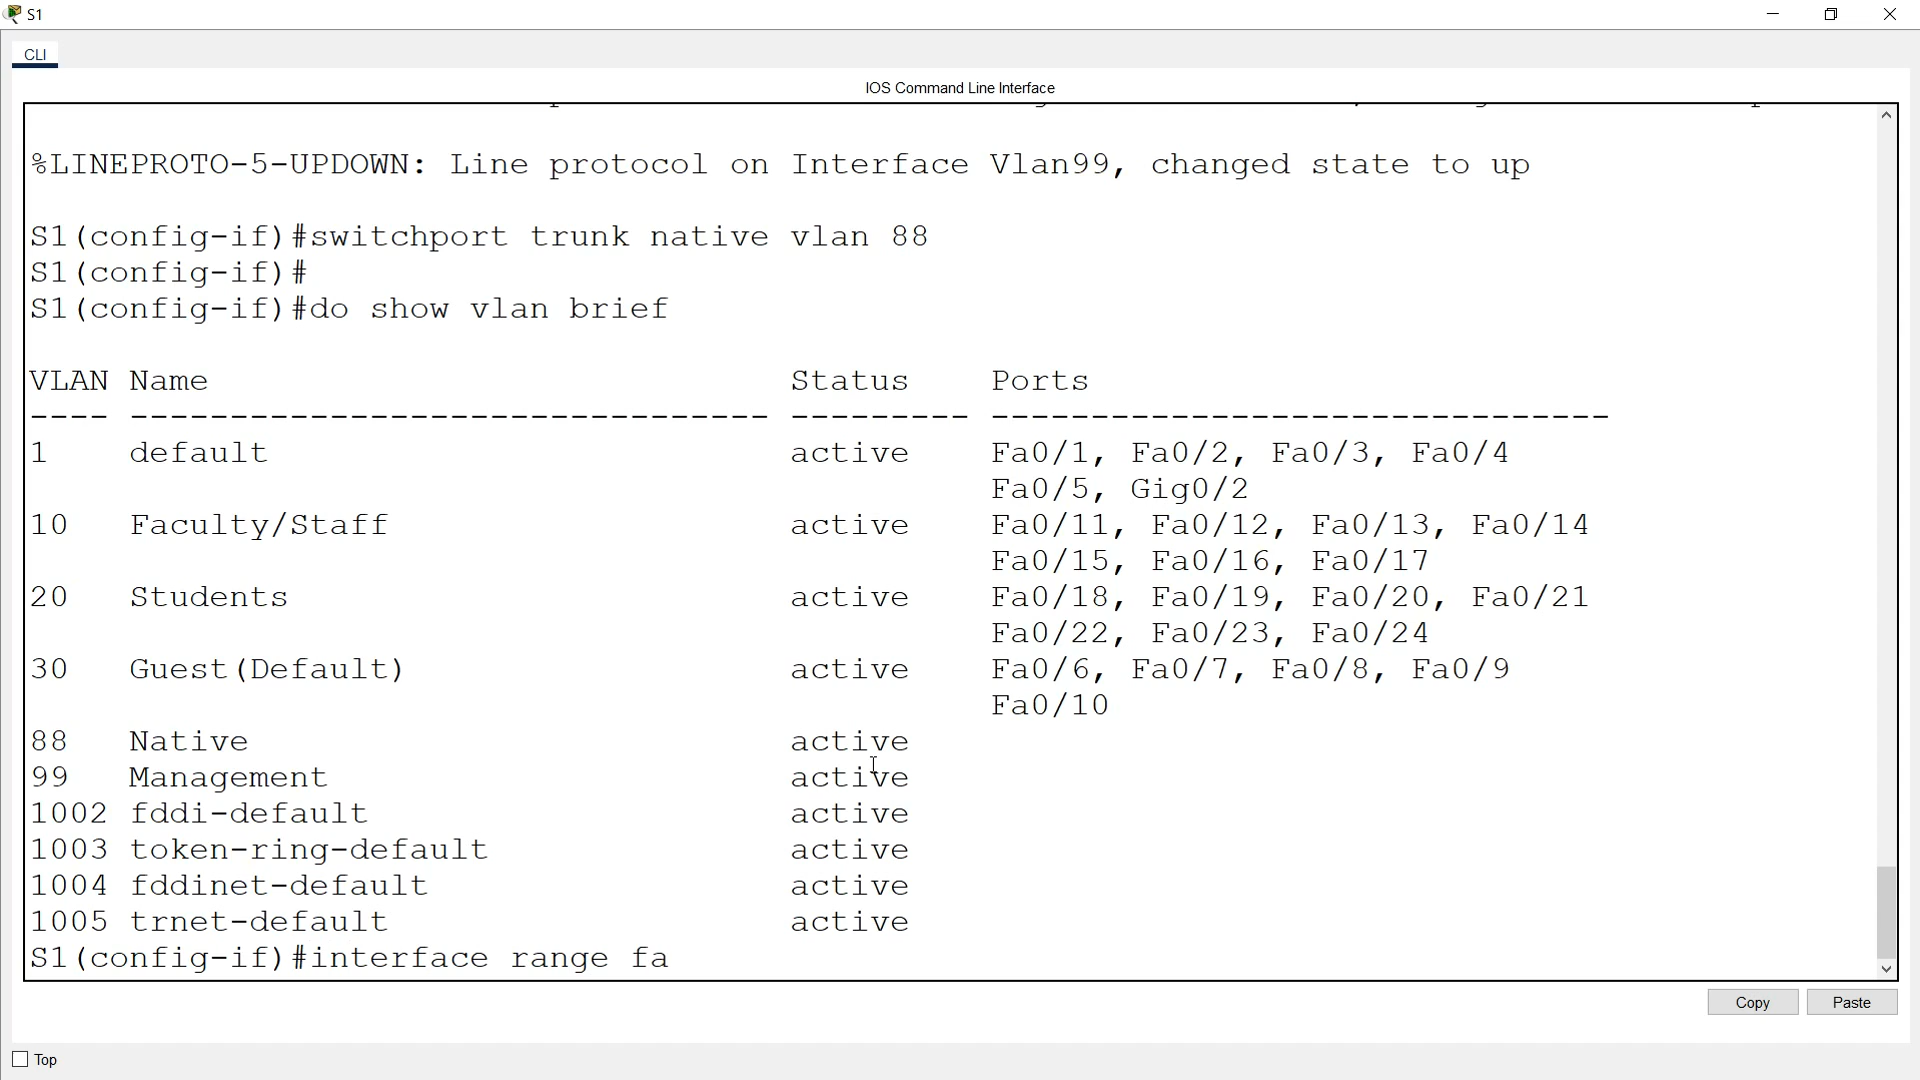 S1
CLI
IOS Command Line Interface
%LINEPROTO-5-UPDOWN: Line protocol on Interface Vlan99, changed state to up
S1(config-if)#switchport trunk native vlan 88
S1(config-if)#
S1(config-if)#do show vlan brief
VLAN Name Status Ports
---- -------------------------------- --------- -------------------------------
1 default active Fa0/1, Fa0/2, Fa0/3, Fa0/4
Fa0/5, Gig0/2
10 Faculty/Staff active Fa0/11, Fa0/12, Fa0/13, Fa0/14
Fa0/15, Fa0/16, Fa0/17
20 Students active Fa0/18, Fa0/19, Fa0/20, Fa0/21
Fa0/22, Fa0/23, Fa0/24
30 Guest(Default) active Fa0/6, Fa0/7, Fa0/8, Fa0/9
Fa0/10
88 Native active
99 Management active
1002 fddi-default active
1003 token-ring-default active
1004 fddinet-default active
1005 trnet-default active
S1(config-if)#interface range fa
Copy Paste
Top